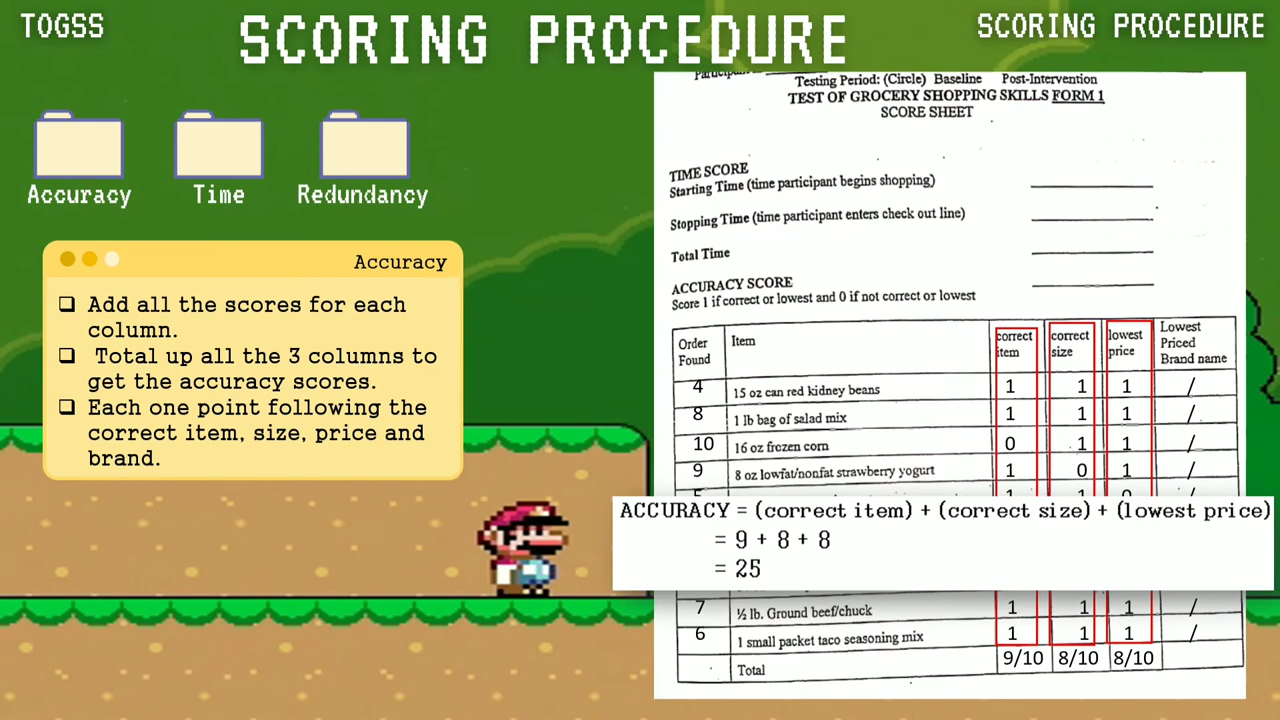 TOGSS
SCORING PROCEDURE
SCORING PROCEDURE
Accuracy
Time
Redundancy
Accuracy
❏ Add all the scores for each
column.
❏ Total up all the 3 columns to
get the accuracy scores.
❏ Each one point following the
correct item, size, price and
brand.
Testing Period: (Circle) Baseline Post-Intervention
TEST OF GROCERY SHOPPING SKILLS FORM 1
SCORE SHEET
TIME SCORE
Starting Time (time participant begins shopping)
Stopping Time (time participant enters check out line)
Total Time
ACCURACY SCORE
Score 1 if correct or lowest and 0 if not correct or lowest
Order Found Item correct item correct size lowest price Lowest Priced Brand name
4 15 oz can red kidney beans 1 1 1 /
8 1 lb bag of salad mix 1 1 1 /
10 16 oz frozen corn 0 1 1 /
9 8 oz lowfat/nonfat strawberry yogurt 1 0 1 /
ACCURACY = (correct item) + (correct size) + (lowest price)
= 9 + 8 + 8
= 25
7 ½ lb. Ground beef/chuck 1 1 1 /
6 1 small packet taco seasoning mix 1 1 1 /
Total 9/10 8/10 8/10